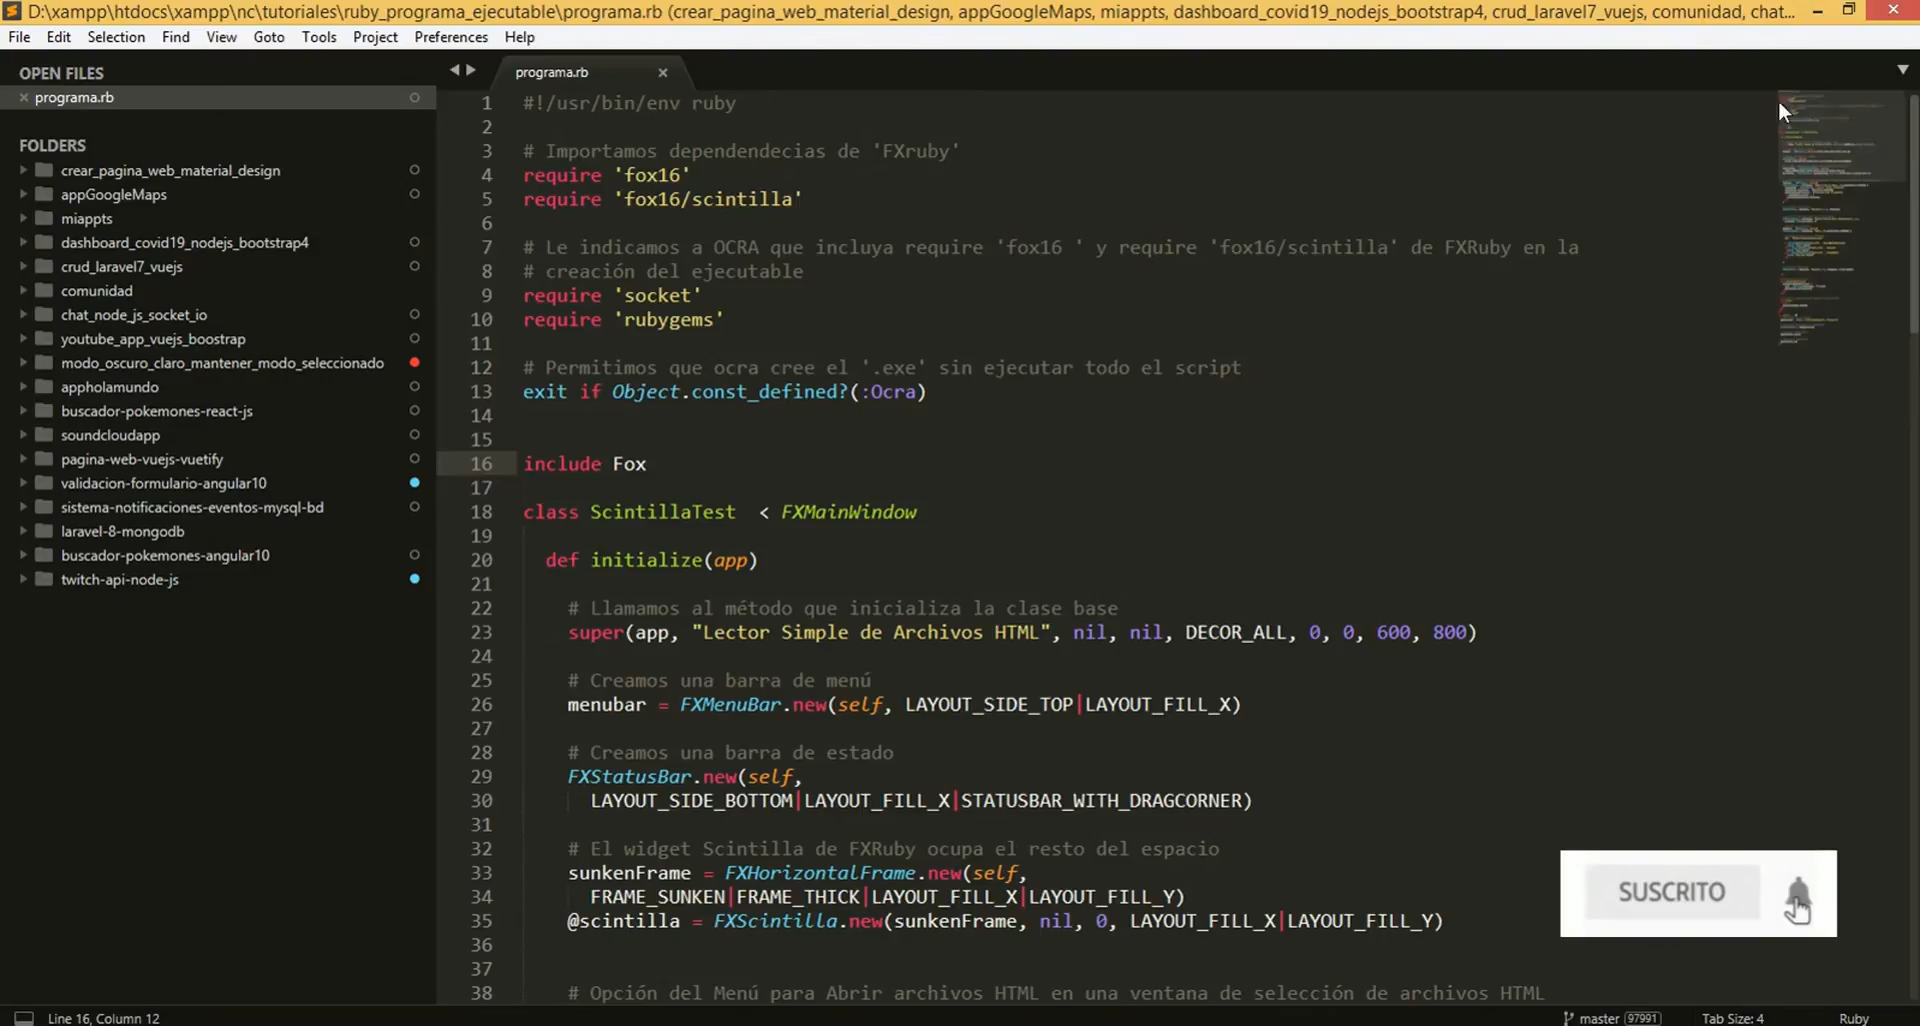 D:\xampp\htdocs\xampp\nc\tutoriales\ruby_programa_ejecutable\programa.rb (crear_pagina_web_material_design, appGoogleMaps, miappts, dashboard_covid19_nodejs_bootstrap4, crud_laravel7_vuejs, comunidad, chat...
File Edit Selection Find View Goto Tools Project Preferences Help
OPEN FILES
programa.rb
FOLDERS
crear_pagina_web_material_design
appGoogleMaps
miappts
dashboard_covid19_nodejs_bootstrap4
crud_laravel7_vuejs
comunidad
chat_node_js_socket_io
youtube_app_vuejs_boostrap
modo_oscuro_claro_mantener_modo_seleccionado
appholamundo
buscador-pokemones-react-js
soundcloudapp
pagina-web-vuejs-vuetify
validacion-formulario-angular10
sistema-notificaciones-eventos-mysql-bd
laravel-8-mongodb
buscador-pokemones-angular10
twitch-api-node-js
programa.rb
1 #!/usr/bin/env ruby
2
3 # Importamos dependendecias de 'FXruby'
4 require 'fox16'
5 require 'fox16/scintilla'
6
7 # Le indicamos a OCRA que incluya require 'fox16 ' y require 'fox16/scintilla' de FXRuby en la
8 # creación del ejecutable
9 require 'socket'
10 require 'rubygems'
11
12 # Permitimos que ocra cree el '.exe' sin ejecutar todo el script
13 exit if Object.const_defined?(:Ocra)
14
15
16 include Fox
17
18 class ScintillaTest < FXMainWindow
19
20 def initialize(app)
21
22 # Llamamos al método que inicializa la clase base
23 super(app, "Lector Simple de Archivos HTML", nil, nil, DECOR_ALL, 0, 0, 600, 800)
24
25 # Creamos una barra de menú
26 menubar = FXMenuBar.new(self, LAYOUT_SIDE_TOP|LAYOUT_FILL_X)
27
28 # Creamos una barra de estado
29 FXStatusBar.new(self,
30 LAYOUT_SIDE_BOTTOM|LAYOUT_FILL_X|STATUSBAR_WITH_DRAGCORNER)
31
32 # El widget Scintilla de FXRuby ocupa el resto del espacio
33 sunkenFrame = FXHorizontalFrame.new(self,
34 FRAME_SUNKEN|FRAME_THICK|LAYOUT_FILL_X|LAYOUT_FILL_Y)
35 @scintilla = FXScintilla.new(sunkenFrame, nil, 0, LAYOUT_FILL_X|LAYOUT_FILL_Y)
36
37
38 # Opción del Menú para Abrir archivos HTML en una ventana de selección de archivos HTML
SUSCRITO
Line 16, Column 12
master 97991 Tab Size: 4 Ruby